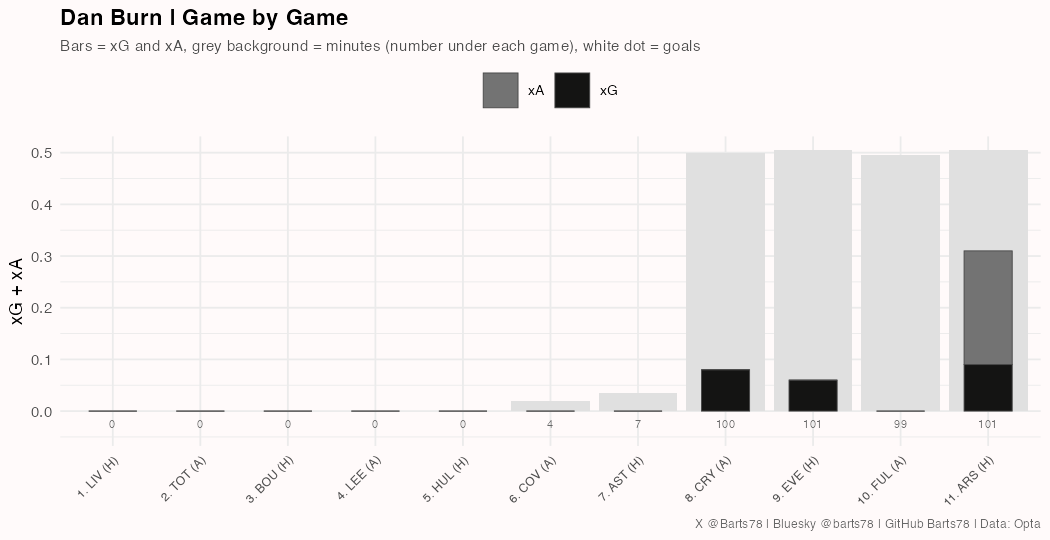 Dan Burn | Game by Game
Bars = xG and xA, grey background = minutes (number under each game), white dot = goals
xA xG
xG + xA
0.5
0.4
0.3
0.2
0.1
0.0
0 0 0 0 0 4 7 100 101 99 101
1. LIV (H) 2. TOT (A) 3. BOU (H) 4. LEE (A) 5. HUL (H) 6. COV (A) 7. AST (H) 8. CRY (A) 9. EVE (H) 10. FUL (A) 11. ARS (H)
X @Barts78 | Bluesky @barts78 | GitHub Barts78 | Data: Opta